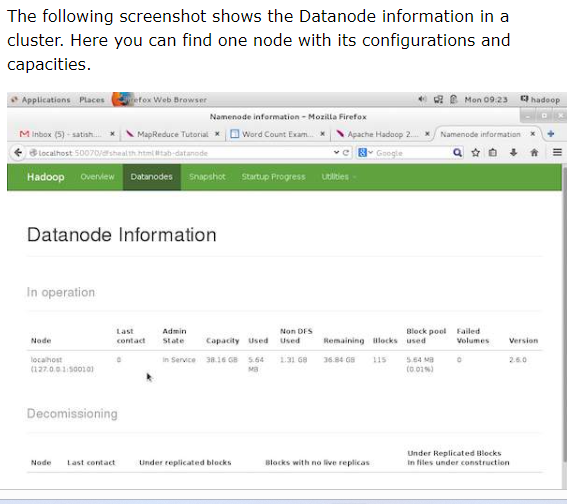 The following screenshot shows the Datanode information in a
cluster. Here you can find one node with its configurations and
capacities.
Applications Places efox Web Browser Mon 09:23 hadoop
Namenode information - Mozilla Firefox
Inbox (5) - satish... × MapReduce Tutorial × Word Count Exam... × Apache Hadoop 2.... × Namenode information × +
localhost:50070/dfshealth.html#tab-datanode Google
Hadoop Overview Datanodes Snapshot Startup Progress Utilities
Datanode Information
In operation
Node Last contact Admin State Capacity Used Non DFS Used Remaining Blocks Block pool used Failed Volumes Version
localhost (127.0.0.1:50010) 0 In Service 38.16 GB 5.64 MB 1.31 GB 36.84 GB 115 5.64 MB (0.01%) 0 2.6.0
Decomissioning
Node Last contact Under replicated blocks Blocks with no live replicas Under Replicated Blocks In files under construction